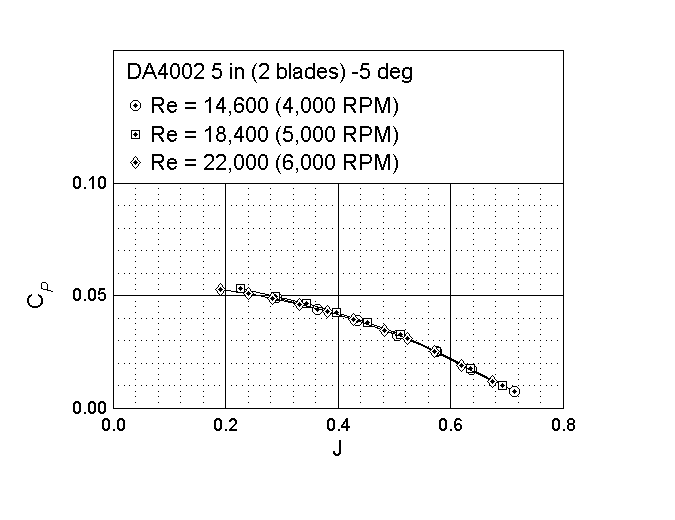 DA4002 5 in (2 blades) -5 deg
Re = 14,600 (4,000 RPM)
Re = 18,400 (5,000 RPM)
Re = 22,000 (6,000 RPM)
0.10
0.05
0.00
C_P
0.0 0.2 0.4 0.6 0.8
J